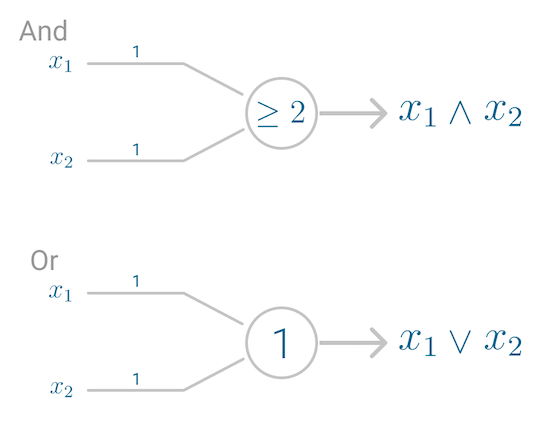 And
x₁ 1
≥ 2 x₁ ∧ x₂
x₂ 1
Or
x₁ 1
1 x₁ ∨ x₂
x₂ 1